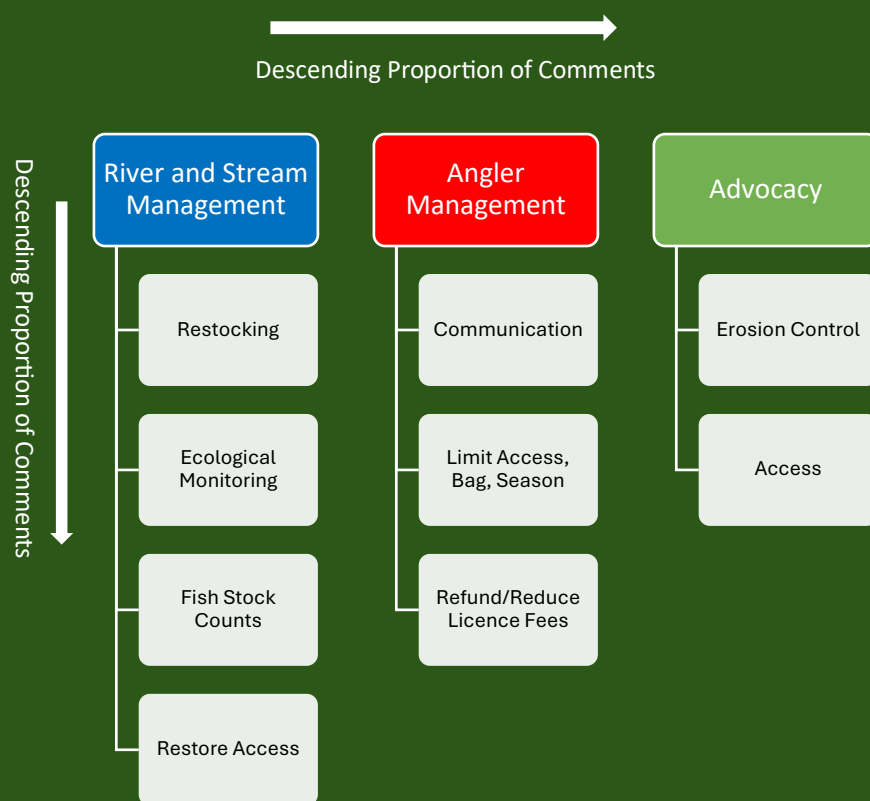 Descending Proportion of Comments
Descending Proportion of Comments
River and Stream
Management
Restocking
Ecological
Monitoring
Fish Stock
Counts
Restore Access
Angler
Management
Communication
Limit Access,
Bag, Season
Refund/Reduce
Licence Fees
Advocacy
Erosion Control
Access